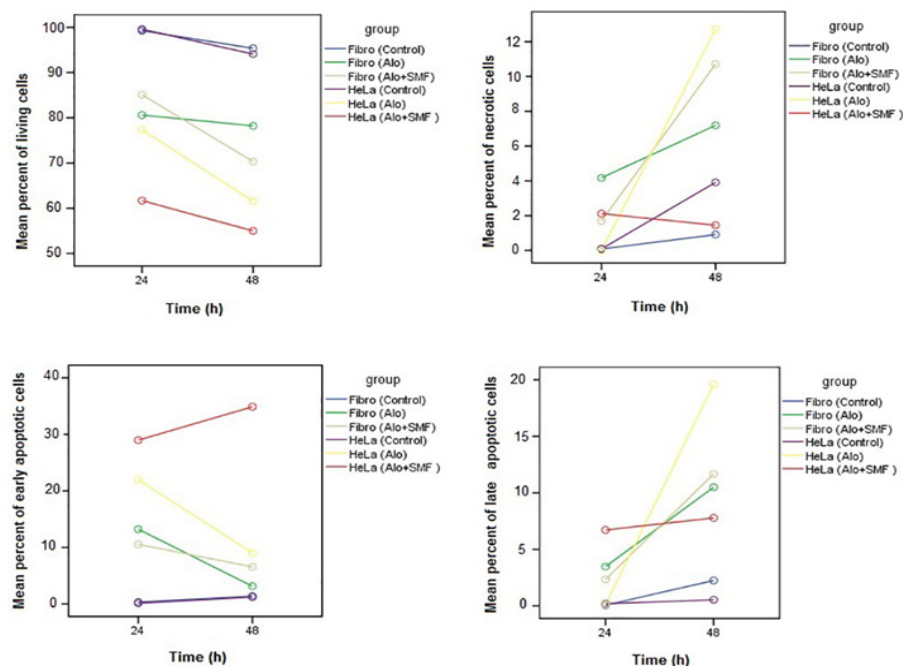 group
Fibro (Control)
Fibro (Alo)
Fibro (Alo+SMF)
HeLa (Control)
HeLa (Alo)
HeLa (Alo+SMF )
Mean percent of living cells
100
90
80
70
60
50
24 48
Time (h)
group
Fibro (Control)
Fibro (Alo)
Fibro (Alo+SMF)
HeLa (Control)
HeLa (Alo)
HeLa (Alo+SMF )
Mean percent of necrotic cells
12
10
8
6
4
2
0
24 48
Time (h)
group
Fibro (Control)
Fibro (Alo)
Fibro (Alo+SMF)
HeLa (Control)
HeLa (Alo)
HeLa (Alo+SMF )
Mean percent of early apoptotic cells
40
30
20
10
0
24 48
Time (h)
group
Fibro (Control)
Fibro (Alo)
Fibro (Alo+SMF)
HeLa (Control)
HeLa (Alo)
HeLa (Alo+SMF )
Mean percent of late apoptotic cells
20
15
10
5
0
24 48
Time (h)